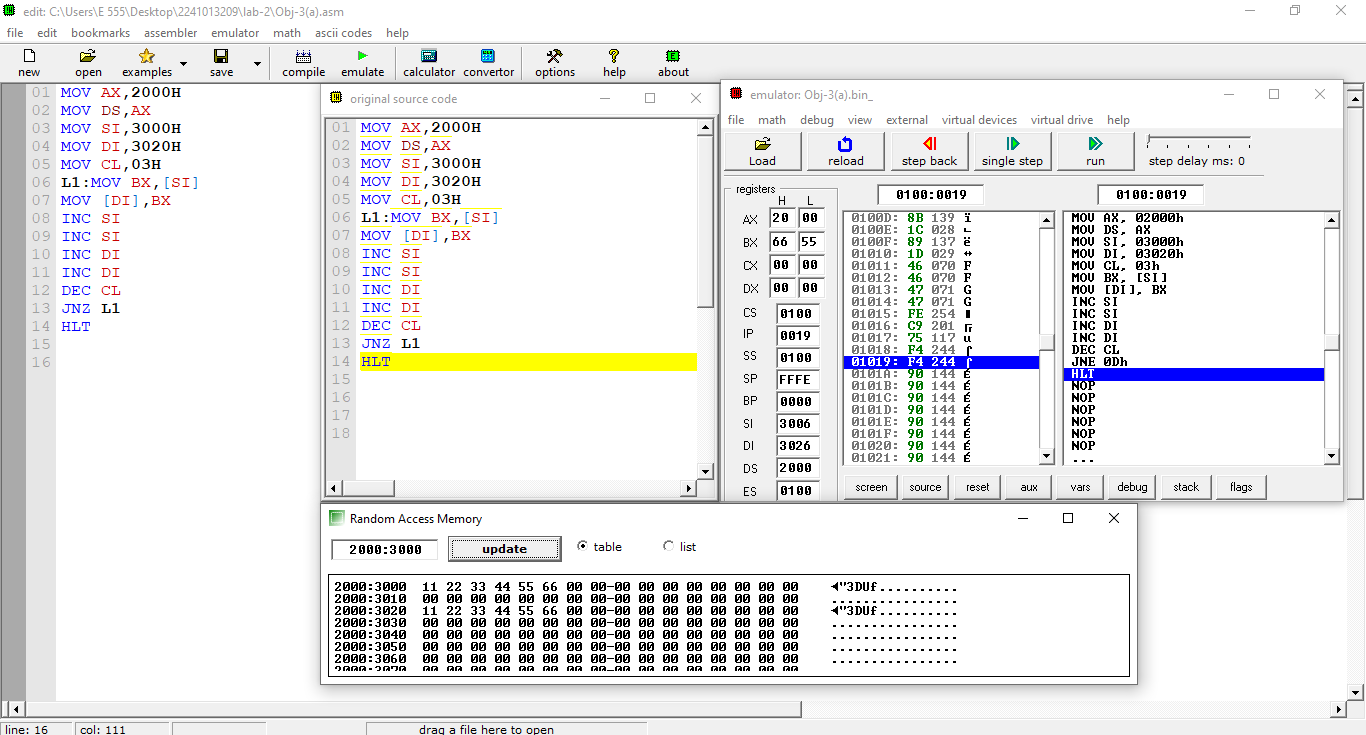 edit: C:\Users\E 555\Desktop\2241013209\lab-2\Obj-3(a).asm
file edit bookmarks assembler emulator math ascii codes help
new open examples save compile emulate calculator convertor options help about
01 MOV AX,2000H
02 MOV DS,AX
03 MOV SI,3000H
04 MOV DI,3020H
05 MOV CL,03H
06 L1:MOV BX,[SI]
07 MOV [DI],BX
08 INC SI
09 INC SI
10 INC DI
11 INC DI
12 DEC CL
13 JNZ L1
14 HLT
15
16
original source code
01 MOV AX,2000H
02 MOV DS,AX
03 MOV SI,3000H
04 MOV DI,3020H
05 MOV CL,03H
06 L1:MOV BX,[SI]
07 MOV [DI],BX
08 INC SI
09 INC SI
10 INC DI
11 INC DI
12 DEC CL
13 JNZ L1
14 HLT
15
16
17
18
emulator: Obj-3(a).bin_
file math debug view external virtual devices virtual drive help
Load reload step back single step run step delay ms: 0
registers
H L
AX 20 00
BX 66 55
CX 00 00
DX 00 00
CS 0100
IP 0019
SS 0100
SP FFFE
BP 0000
SI 3006
DI 3026
DS 2000
ES 0100
0100:0019 0100:0019
0100D: 8B 139 ï
0100E: 1C 028 ∟
0100F: 89 137 ë
01010: 1D 029 ↔
01011: 46 070 F
01012: 46 070 F
01013: 47 071 G
01014: 47 071 G
01015: FE 254 ■
01016: C9 201 ╔
01017: 75 117 u
01018: F4 244 ⌠
01019: F4 244 ⌠
0101A: 90 144 É
0101B: 90 144 É
0101C: 90 144 É
0101D: 90 144 É
0101E: 90 144 É
0101F: 90 144 É
01020: 90 144 É
01021: 90 144 É
MOV AX, 02000h
MOV DS, AX
MOV SI, 03000h
MOV DI, 03020h
MOV CL, 03h
MOV BX, [SI]
MOV [DI], BX
INC SI
INC SI
INC DI
INC DI
DEC CL
JNE 0Dh
HLT
NOP
NOP
NOP
NOP
NOP
NOP
...
screen source reset aux vars debug stack flags
Random Access Memory
2000:3000 update table list
2000:3000 11 22 33 44 55 66 00 00-00 00 00 00 00 00 00 00 ◄"3DUf..........
2000:3010 00 00 00 00 00 00 00 00-00 00 00 00 00 00 00 00 ................
2000:3020 11 22 33 44 55 66 00 00-00 00 00 00 00 00 00 00 ◄"3DUf..........
2000:3030 00 00 00 00 00 00 00 00-00 00 00 00 00 00 00 00 ................
2000:3040 00 00 00 00 00 00 00 00-00 00 00 00 00 00 00 00 ................
2000:3050 00 00 00 00 00 00 00 00-00 00 00 00 00 00 00 00 ................
2000:3060 00 00 00 00 00 00 00 00-00 00 00 00 00 00 00 00 ................
2000:3070 00 00 00 00 00 00 00 00-00 00 00 00 00 00 00 00
line: 16 col: 111 drag a file here to open